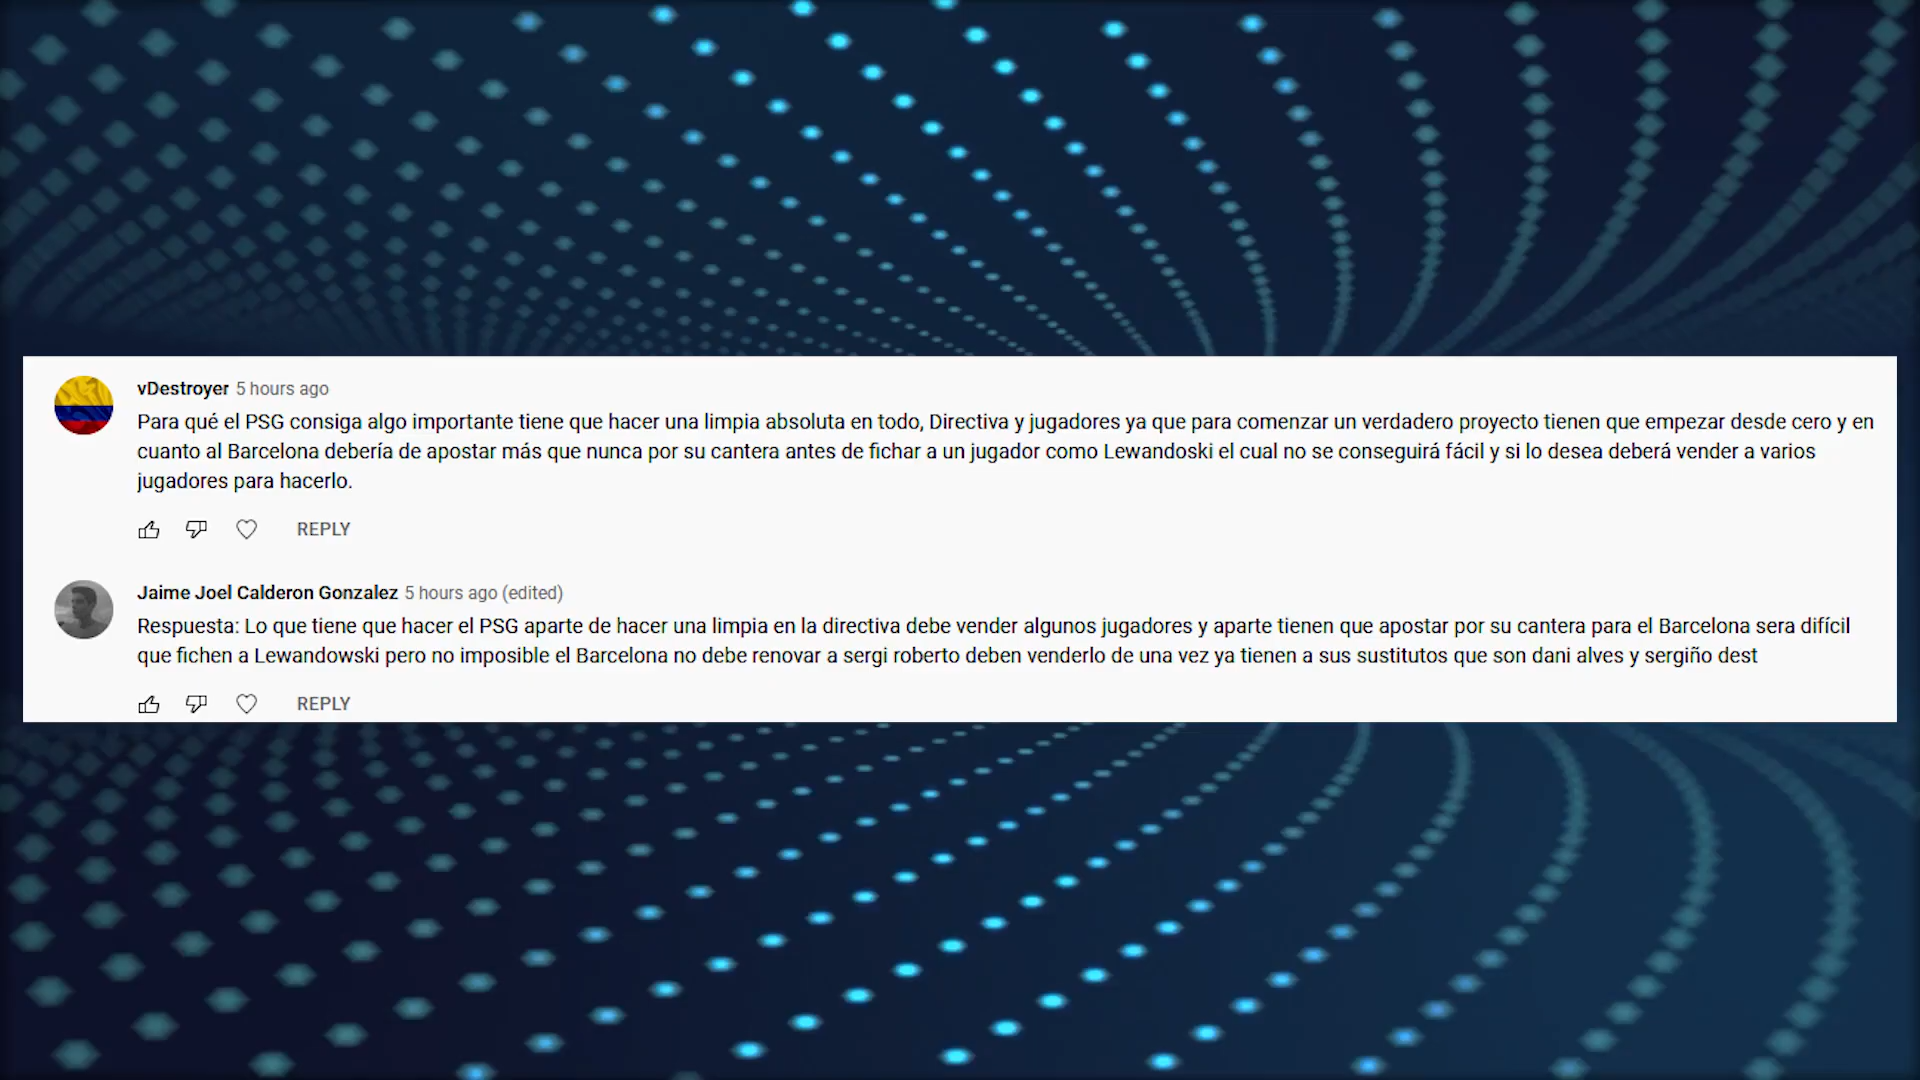 vDestroyer 5 hours ago
Para qué el PSG consiga algo importante tiene que hacer una limpia absoluta en todo, Directiva y jugadores ya que para comenzar un verdadero proyecto tienen que empezar desde cero y en
cuanto al Barcelona debería de apostar más que nunca por su cantera antes de fichar a un jugador como Lewandoski el cual no se conseguirá fácil y si lo desea deberá vender a varios
jugadores para hacerlo.
REPLY
Jaime Joel Calderon Gonzalez 5 hours ago (edited)
Respuesta: Lo que tiene que hacer el PSG aparte de hacer una limpia en la directiva debe vender algunos jugadores y aparte tienen que apostar por su cantera para el Barcelona sera difícil
que fichen a Lewandowski pero no imposible el Barcelona no debe renovar a sergi roberto deben venderlo de una vez ya tienen a sus sustitutos que son dani alves y sergiño dest
REPLY